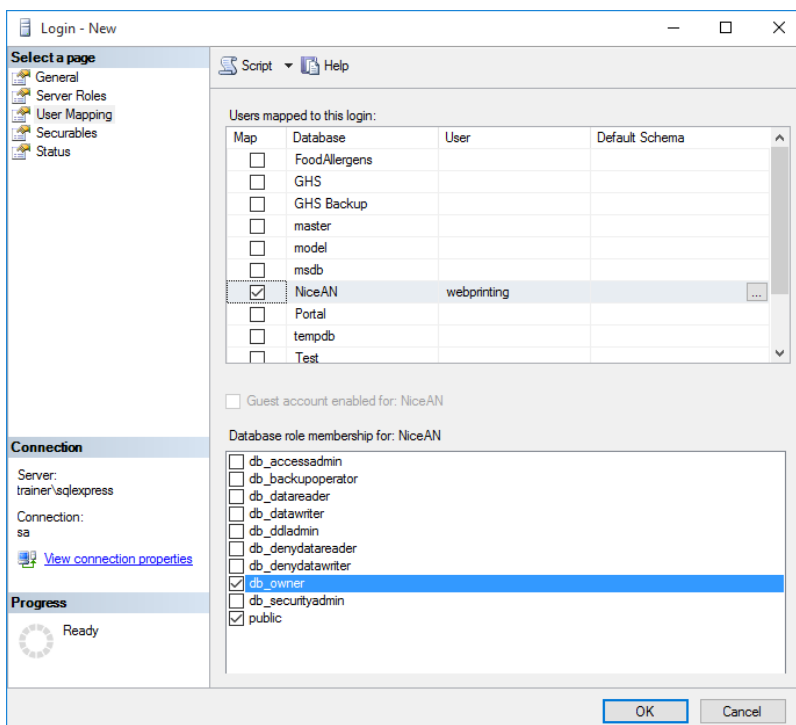 Login - New
Select a page
General
Server Roles
User Mapping
Securables
Status
Script Help
Users mapped to this login:
Map Database User Default Schema
FoodAllergens
GHS
GHS Backup
master
model
msdb
NiceAN webprinting ...
Portal
tempdb
Test
Guest account enabled for: NiceAN
Database role membership for: NiceAN
db_accessadmin
db_backupoperator
db_datareader
db_datawriter
db_ddladmin
db_denydatareader
db_denydatawriter
db_owner
db_securityadmin
public
Connection
Server:
trainer\sqlexpress
Connection:
sa
View connection properties
Progress
Ready
OK Cancel